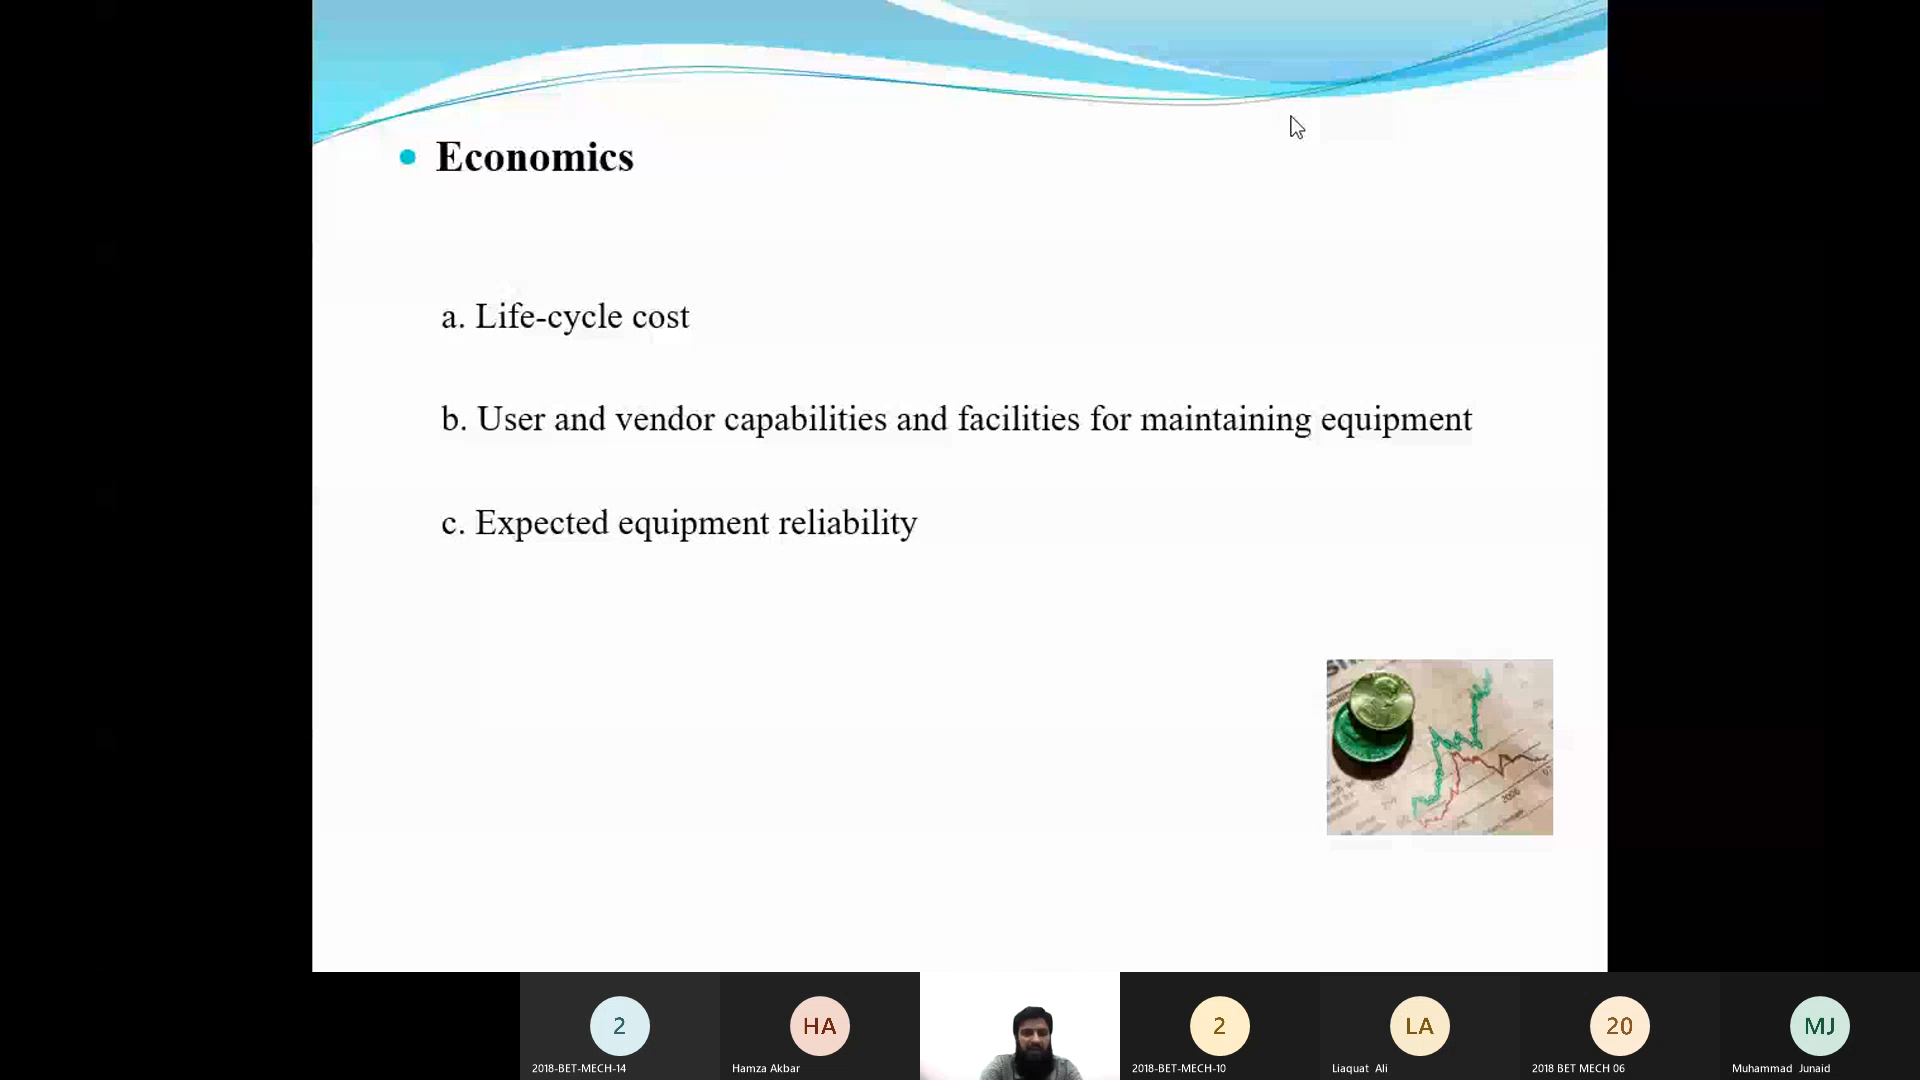 Economics
a. Life-cycle cost
b. User and vendor capabilities and facilities for maintaining equipment
c. Expected equipment reliability
2006
2
HA
2
LA
20
MJ
2018-BET-MECH-14
Hamza Akbar
2018-BET-MECH-10
Liaquat Ali
2018 BET MECH 06
Muhammad Junaid